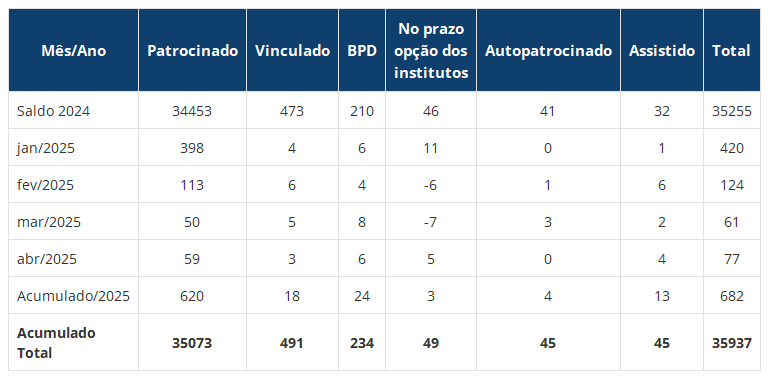 Mês/Ano Patrocinado Vinculado BPD No prazo opção dos institutos Autopatrocinado Assistido Total
Saldo 2024 34453 473 210 46 41 32 35255
jan/2025 398 4 6 11 0 1 420
fev/2025 113 6 4 -6 1 6 124
mar/2025 50 5 8 -7 3 2 61
abr/2025 59 3 6 5 0 4 77
Acumulado/2025 620 18 24 3 4 13 682
Acumulado Total 35073 491 234 49 45 45 35937